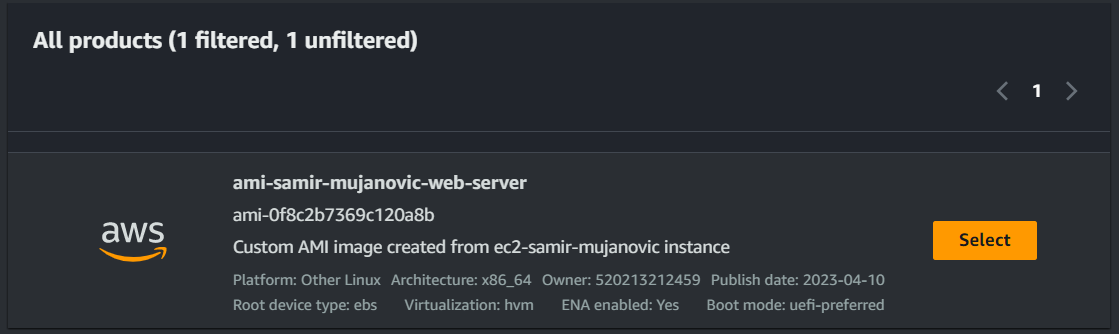 All products (1 filtered, 1 unfiltered)
1
ami-samir-mujanovic-web-server
ami-0f8c2b7369c120a8b
aws
Custom AMI image created from ec2-samir-mujanovic instance
Select
Platform: Other Linux Architecture: x86_64 Owner: 520213212459 Publish date: 2023-04-10
Root device type: ebs Virtualization: hvm ENA enabled: Yes Boot mode: uefi-preferred